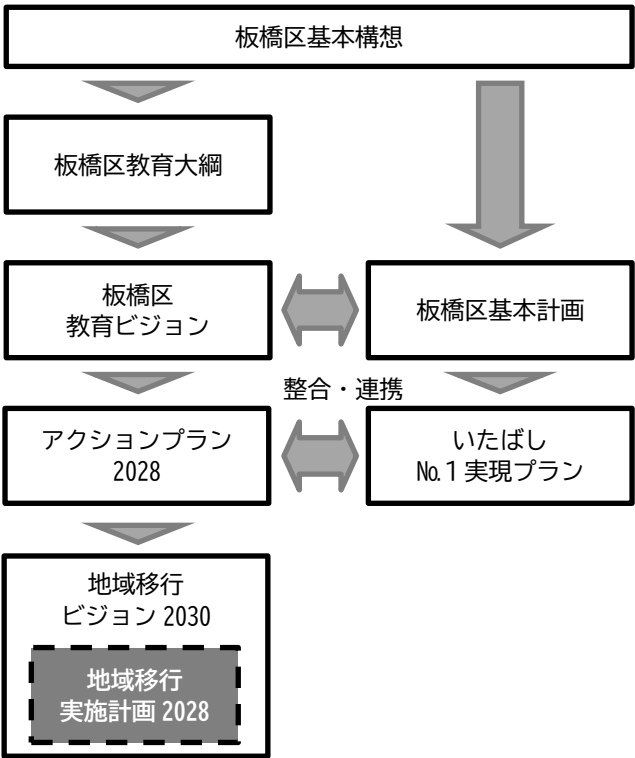 板橋区基本構想
板橋区教育大綱
板橋区
教育ビジョン
板橋区基本計画
整合・連携
アクションプラン
2028
いたばし
№1実現プラン
地域移行
ビジョン 2030
地域移行
実施計画 2028